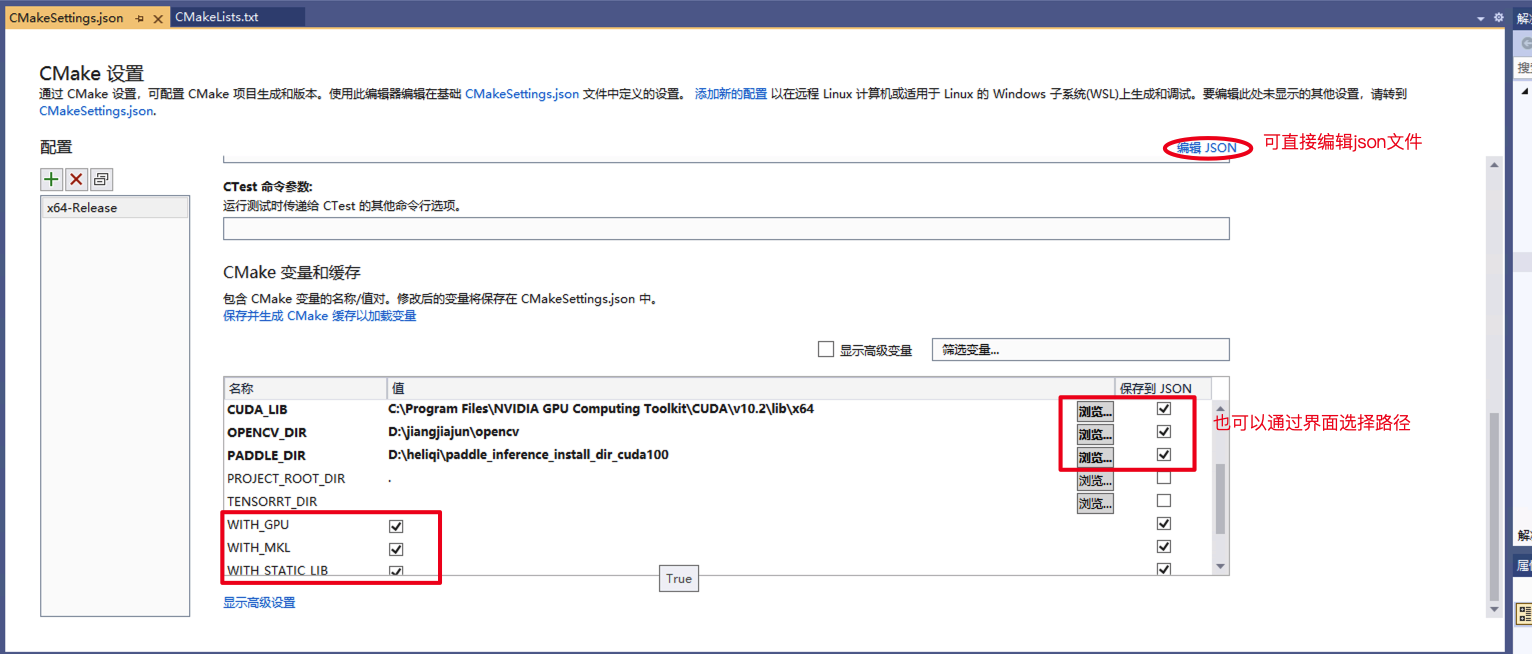 CMakeSettings.json
CMakeLists.txt
CMake 设置
通过 CMake 设置，可配置 CMake 项目生成和版本。使用此编辑器编辑在基础 CMakeSettings.json 文件中定义的设置。 添加新的配置 以在远程 Linux 计算机或适用于 Linux 的 Windows 子系统(WSL)上生成和调试。要编辑此处未显示的其他设置，请转到
CMakeSettings.json.
配置
编辑 JSON
可直接编辑json文件
x64-Release
CTest 命令参数:
运行测试时传递给 CTest 的其他命令行选项。
CMake 变量和缓存
包含 CMake 变量的名称/值对。修改后的变量将保存在 CMakeSettings.json 中。
保存并生成 CMake 缓存以加载变量
显示高级变量
筛选变量...
名称 值 保存到 JSON
CUDA_LIB C:\Program Files\NVIDIA GPU Computing Toolkit\CUDA\v10.2\lib\x64 浏览...
OPENCV_DIR D:\jiangjiajun\opencv 浏览...
也可以通过界面选择路径
PADDLE_DIR D:\heliqi\paddle_inference_install_dir_cuda100 浏览...
PROJECT_ROOT_DIR . 浏览...
TENSORRT_DIR 浏览...
WITH_GPU
WITH_MKL
WITH_STATIC_LIB
True
显示高级设置